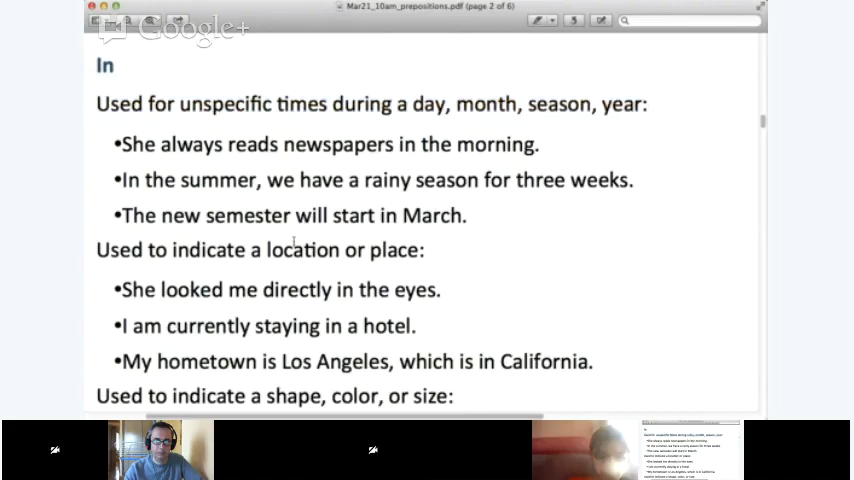 Mar21_10am_prepositions.pdf (page 2 of 6)
Google+
In
Used for unspecific times during a day, month, season, year:
•She always reads newspapers in the morning.
•In the summer, we have a rainy season for three weeks.
•The new semester will start in March.
Used to indicate a location or place:
•She looked me directly in the eyes.
•I am currently staying in a hotel.
•My hometown is Los Angeles, which is in California.
Used to indicate a shape, color, or size: